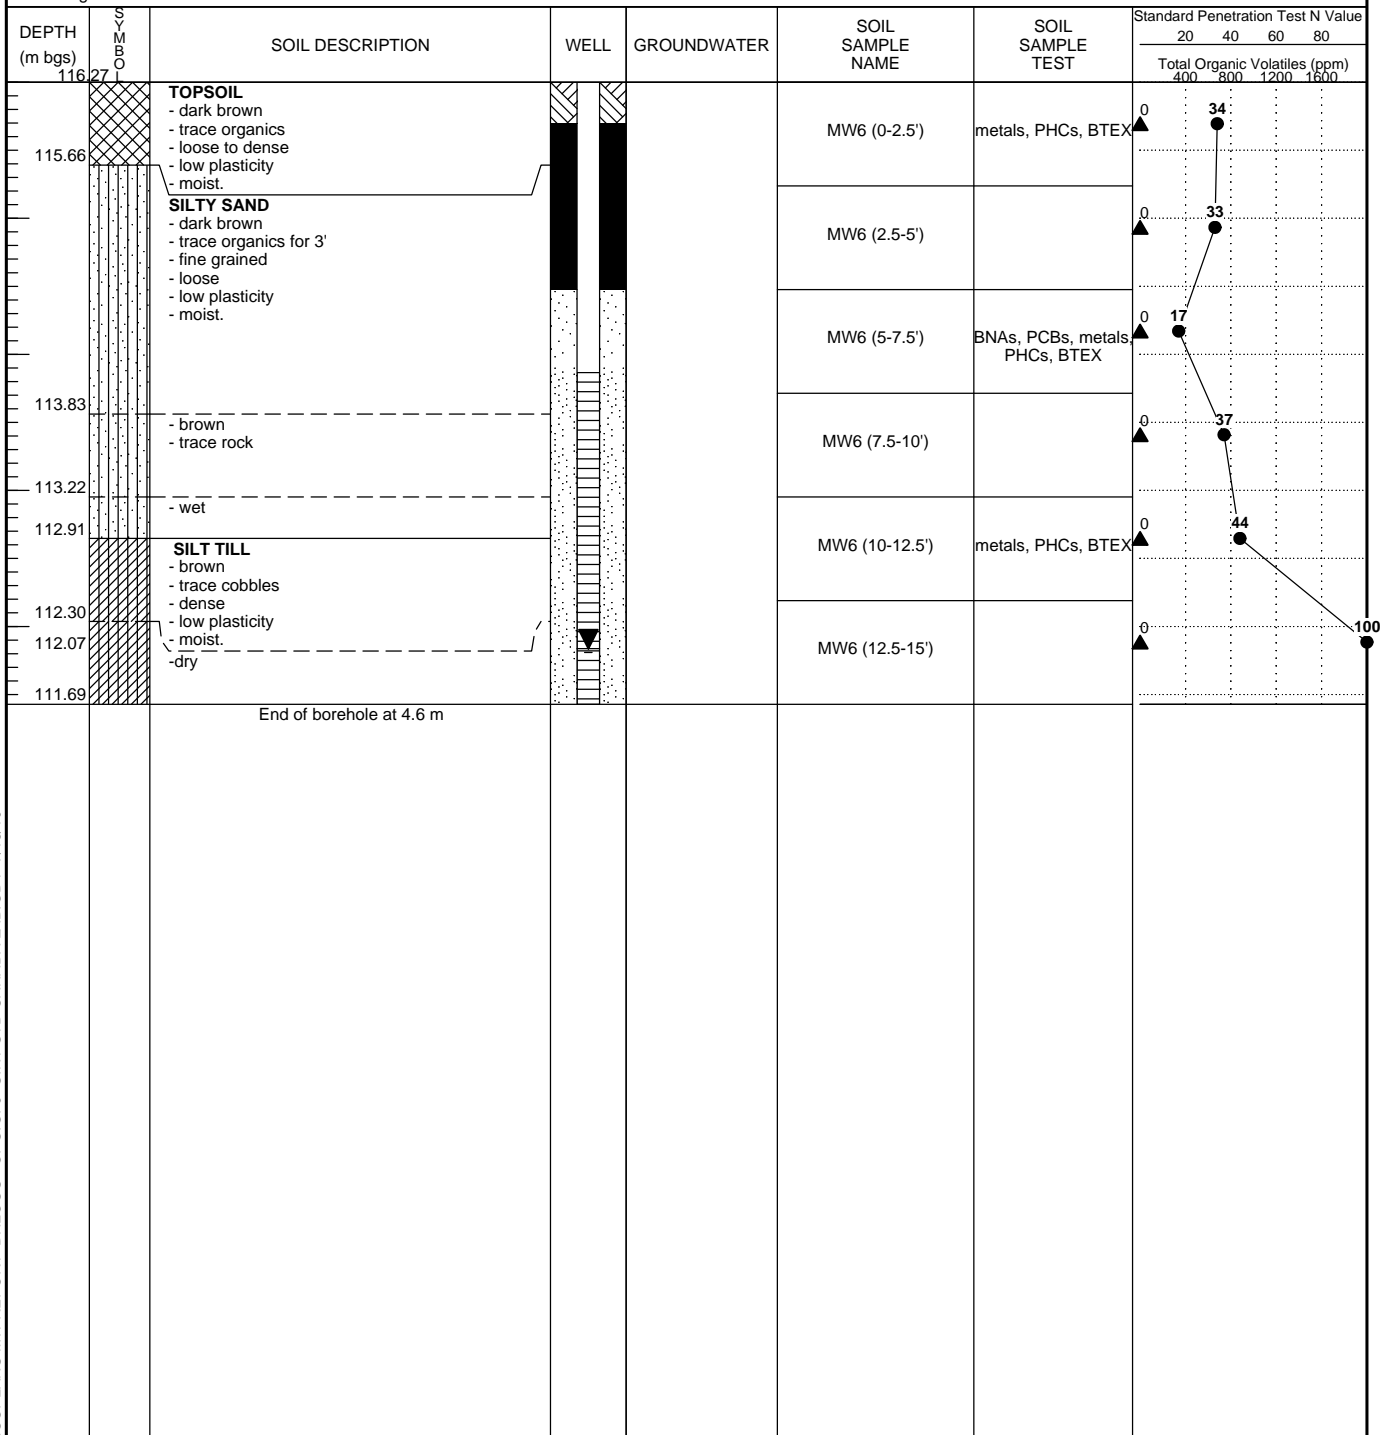 DEPTH
(m bgs)
SYMBOL
SOIL DESCRIPTION
WELL
GROUNDWATER
SOIL
SAMPLE
NAME
SOIL
SAMPLE
TEST
Standard Penetration Test N Value
20 40 60 80
Total Organic Volatiles (ppm)
400 800 1200 1600
116.27
TOPSOIL
- dark brown
- trace organics
- loose to dense
- low plasticity
- moist.
MW6 (0-2.5')
metals, PHCs, BTEX
0
34
115.66
SILTY SAND
- dark brown
- trace organics for 3'
- fine grained
- loose
- low plasticity
- moist.
MW6 (2.5-5')
0
33
MW6 (5-7.5')
BNAs, PCBs, metals,
PHCs, BTEX
0
17
113.83
- brown
- trace rock
MW6 (7.5-10')
0
37
113.22
- wet
112.91
MW6 (10-12.5')
metals, PHCs, BTEX
0
44
SILT TILL
- brown
- trace cobbles
- dense
- low plasticity
- moist.
112.30
112.07
-dry
MW6 (12.5-15')
0
100
111.69
End of borehole at 4.6 m